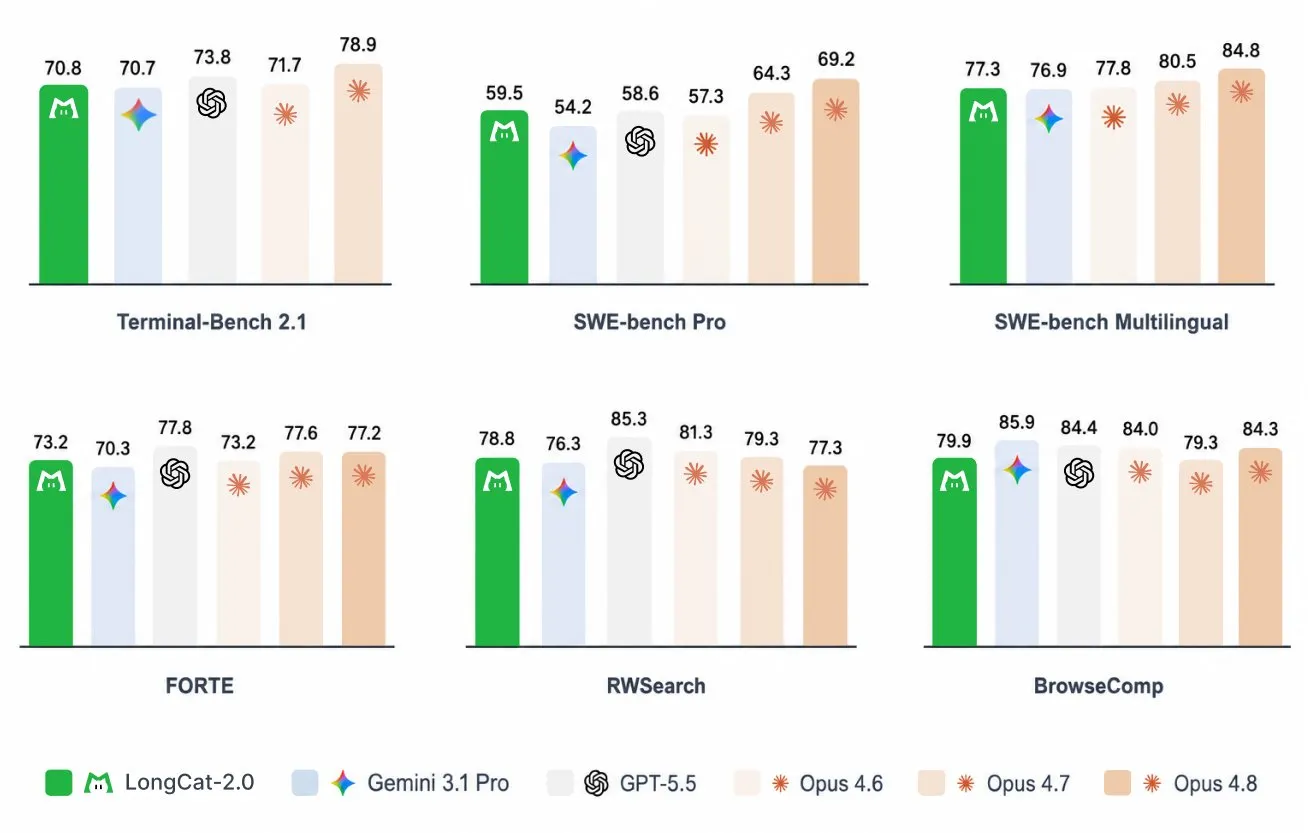 70.8 70.7 73.8 71.7 78.9
Terminal-Bench 2.1
59.5 54.2 58.6 57.3 64.3 69.2
SWE-bench Pro
77.3 76.9 77.8 80.5 84.8
SWE-bench Multilingual
73.2 70.3 77.8 73.2 77.6 77.2
FORTE
78.8 76.3 85.3 81.3 79.3 77.3
RWSearch
79.9 85.9 84.4 84.0 79.3 84.3
BrowseComp
LongCat-2.0 Gemini 3.1 Pro GPT-5.5 Opus 4.6 Opus 4.7 Opus 4.8